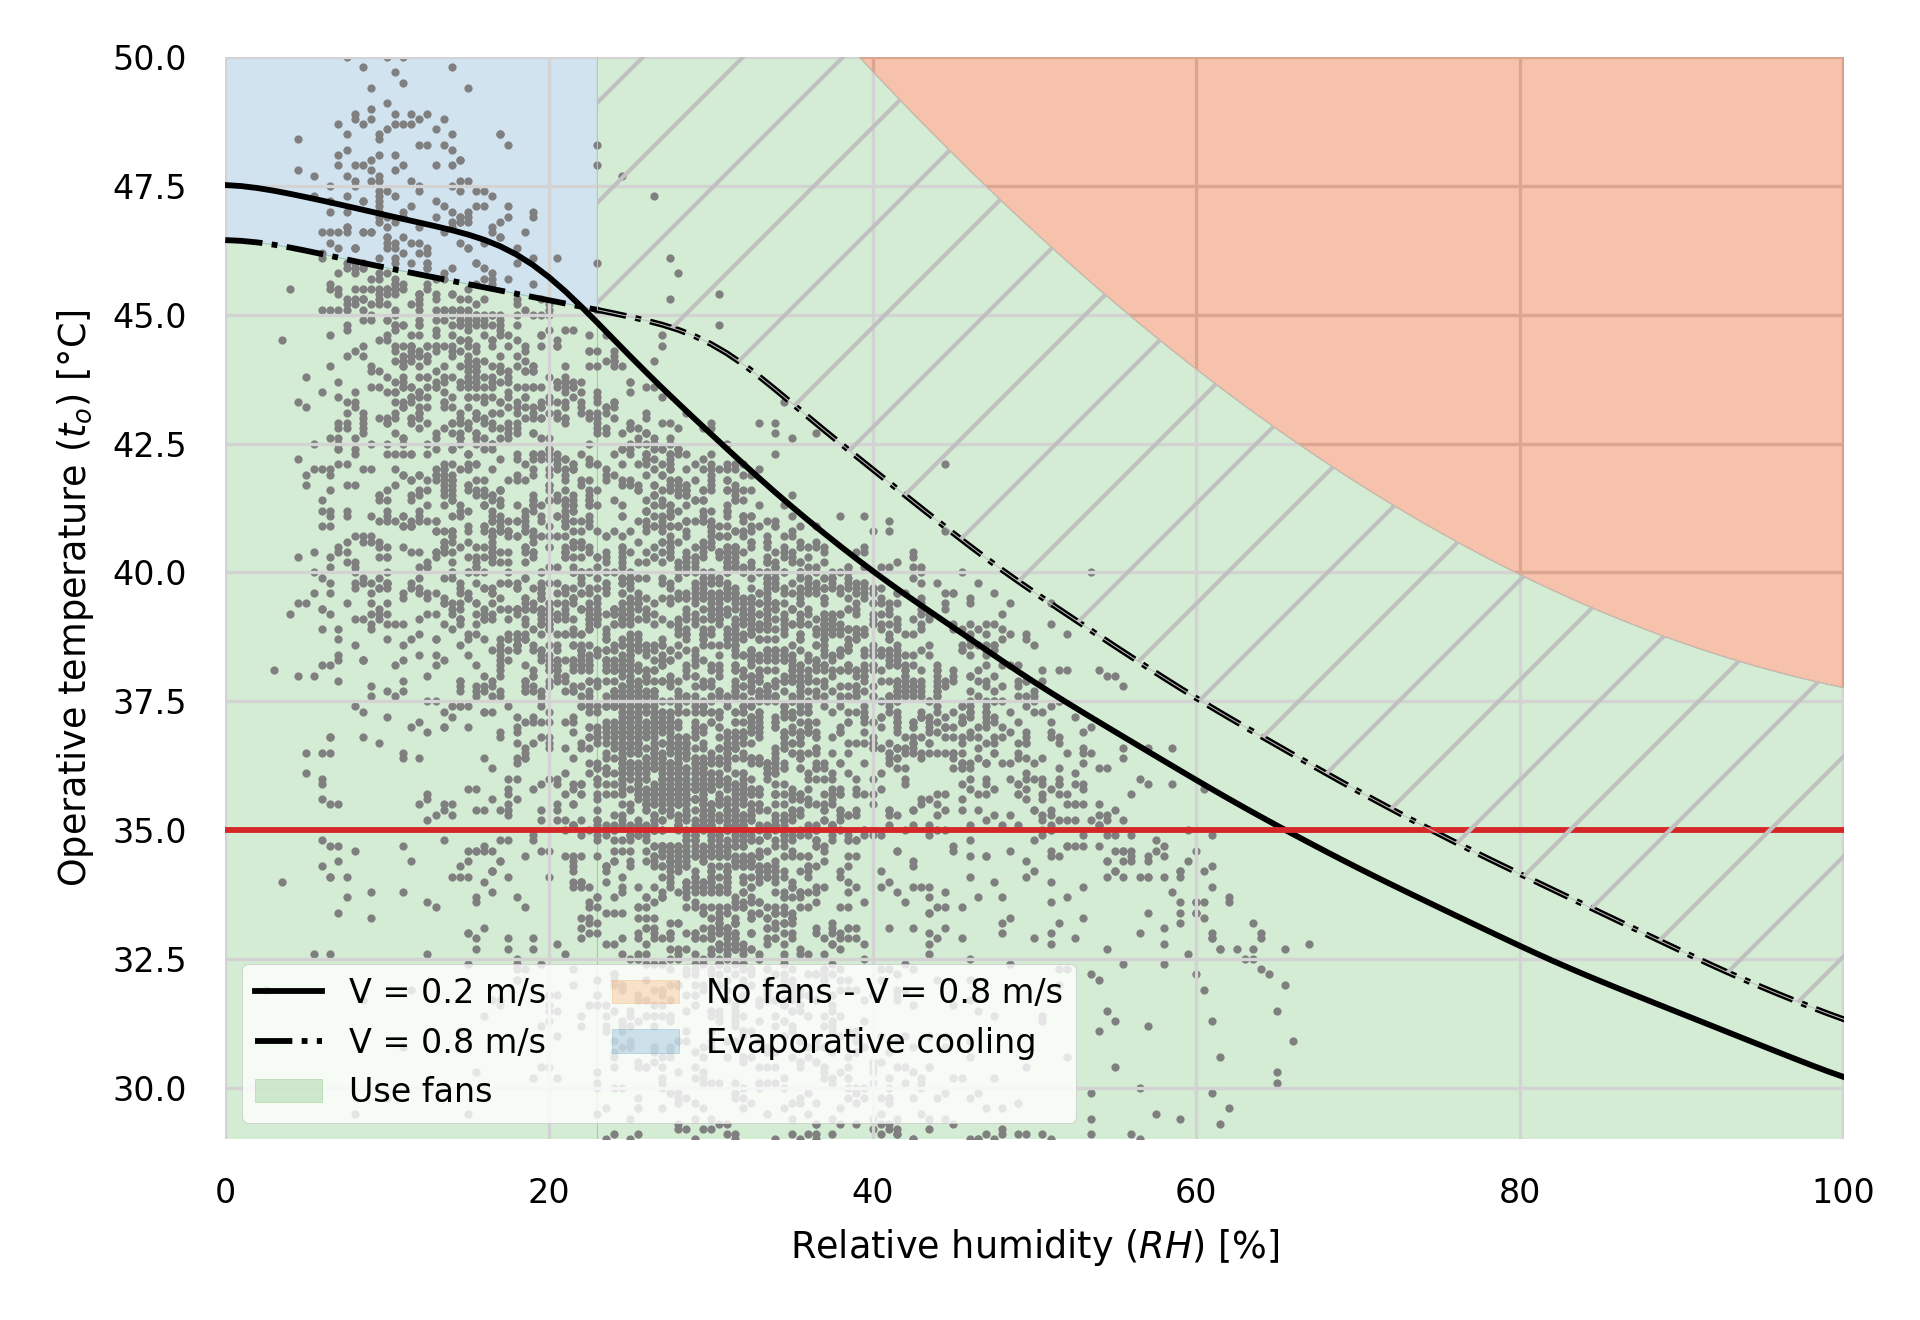 50.0
47.5
45.0
42.5
40.0
37.5
35.0
32.5
30.0
Operative temperature (t_o) [°C]
V = 0.2 m/s
V = 0.8 m/s
Use fans
No fans - V = 0.8 m/s
Evaporative cooling
0 20 40 60 80 100
Relative humidity (RH) [%]